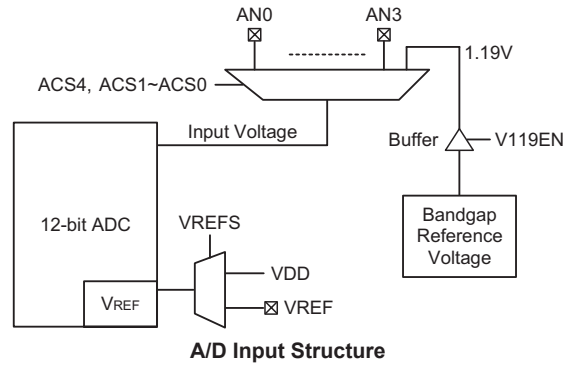 AN0 AN3
1.19V
ACS4, ACS1~ACS0
Input Voltage
Buffer V119EN
12-bit ADC
VREFS
Bandgap
Reference
Voltage
VDD
VREF
VREF
A/D Input Structure